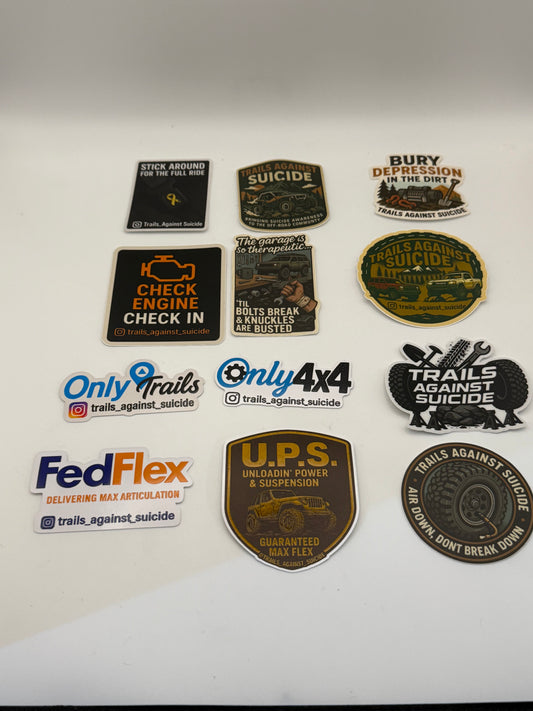 STICK AROUND
FOR THE FULL RIDE
Trails_Against Suicide
TRAILS AGAINST
SUICIDE
BRINGING SUICIDE AWARENESS
TO THE OFF-ROAD COMMUNITY
BURY
DEPRESSION
IN THE DIRT
TRAILS AGAINST SUICIDE
CHECK
ENGINE
CHECK IN
trails_against_suicide
The garage is
so therapeutic...
'TIL
BOLTS BREAK
& KNUCKLES
ARE BUSTED
TRAILS AGAINST
SUICIDE
trails_against_suicide
Only Trails
trails_against_suicide
Only4x4
trails_against_suicide
TRAILS
AGAINST
SUICIDE
FedFlex
DELIVERING MAX ARTICULATION
trails_against_suicide
U.P.S.
UNLOADIN' POWER
& SUSPENSION
GUARANTEED
MAX FLEX
@TRAILS_AGAINST_SUICIDE
TRAILS AGAINST SUICIDE
AIR DOWN, DONT BREAK DOWN